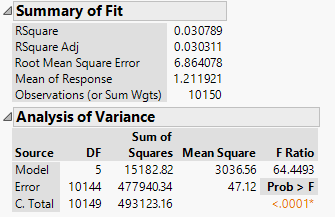 Summary of Fit
RSquare 0.030789
RSquare Adj 0.030311
Root Mean Square Error 6.864078
Mean of Response 1.211921
Observations (or Sum Wgts) 10150
Analysis of Variance
Sum of
Source DF Squares Mean Square F Ratio
Model 5 15182.82 3036.56 64.4493
Error 10144 477940.34 47.12 Prob > F
C. Total 10149 493123.16 <.0001*